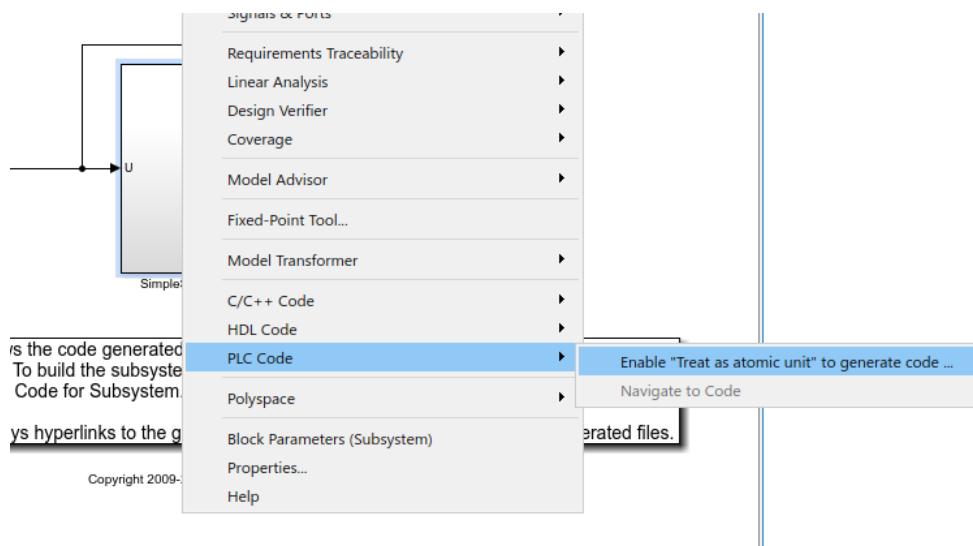 Signals & Ports
Requirements Traceability
Linear Analysis
Design Verifier
Coverage
U
Model Advisor
Fixed-Point Tool...
Model Transformer
Simple
C/C++ Code
HDL Code
PLC Code
Enable "Treat as atomic unit" to generate code ...
Navigate to Code
Polyspace
Block Parameters (Subsystem)
Properties...
Help
ys the code generated
To build the subsyste
Code for Subsystem.
ys hyperlinks to the g
erated files.
Copyright 2009-